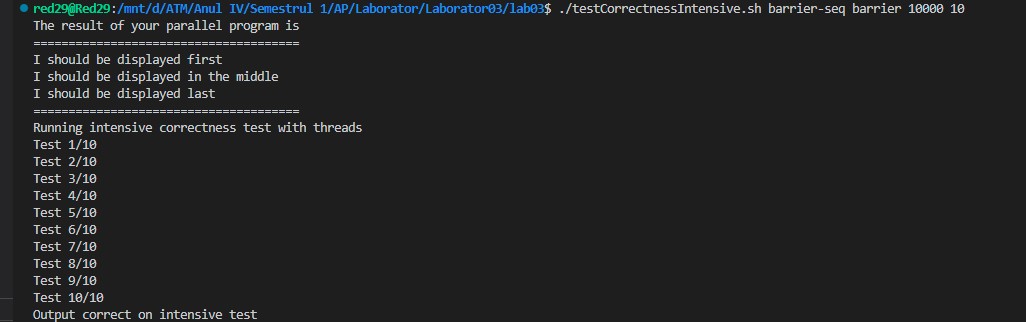 red29@Red29:/mnt/d/ATM/Anul IV/Semestrul 1/AP/Laborator/Laborator03/lab03$ ./testCorrectnessIntensive.sh barrier-seq barrier 10000 10
The result of your parallel program is
======================================
I should be displayed first
I should be displayed in the middle
I should be displayed last
======================================
Running intensive correctness test with threads
Test 1/10
Test 2/10
Test 3/10
Test 4/10
Test 5/10
Test 6/10
Test 7/10
Test 8/10
Test 9/10
Test 10/10
Output correct on intensive test